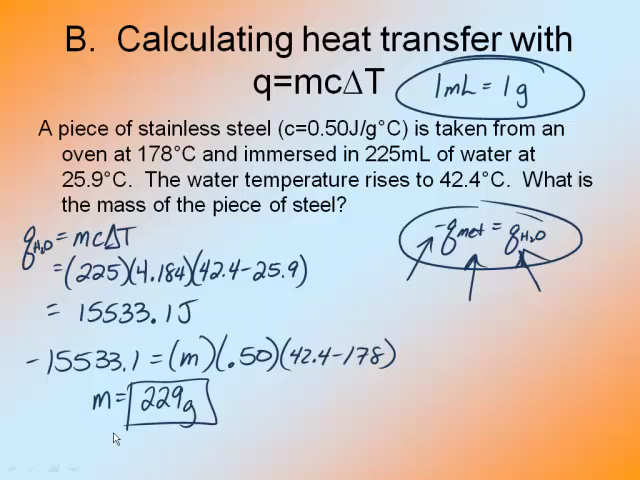 B. Calculating heat transfer with
q=mc∆T
1mL = 1g
A piece of stainless steel (c=0.50J/g°C) is taken from an
oven at 178°C and immersed in 225mL of water at
25.9°C. The water temperature rises to 42.4°C. What is
the mass of the piece of steel?
-qmet = qH₂O
qH₂O = mc∆T
= (225)(4.184)(42.4-25.9)
= 15533.1J
-15533.1 = (m)(.50)(42.4-178)
m= 229g